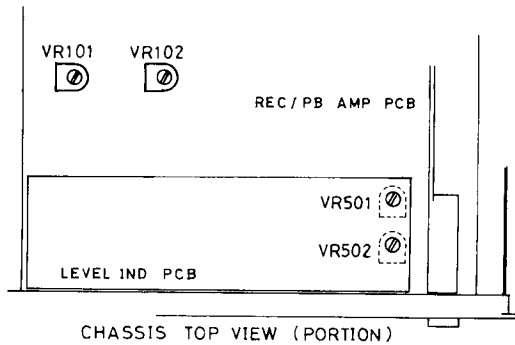 VR101 VR102
REC/PB AMP PCB
VR501
VR502
LEVEL IND PCB
CHASSIS TOP VIEW (PORTION)